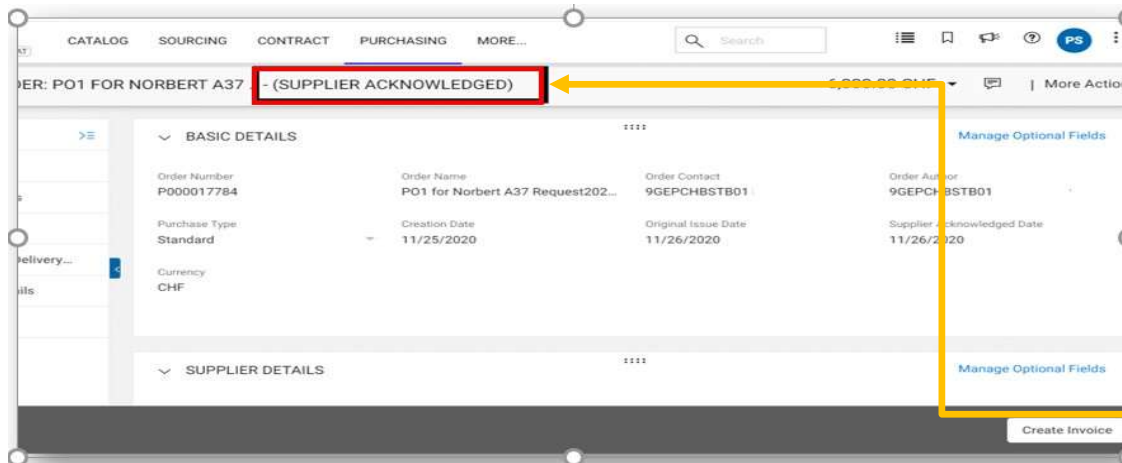 CATALOG SOURCING CONTRACT PURCHASING MORE... Search PS
DER: PO1 FOR NORBERT A37 ... - (SUPPLIER ACKNOWLEDGED) CHF | More Action
BASIC DETAILS Manage Optional Fields
Order Number Order Name Order Contact Order Author
P000017784 PO1 for Norbert A37 Request202... 9GEPCHBSTB01 9GEPCHBSTB01
Purchase Type Creation Date Original Issue Date Supplier Acknowledged Date
Standard 11/25/2020 11/26/2020 11/26/2020
Delivery...
Currency
ails CHF
SUPPLIER DETAILS Manage Optional Fields
Create Invoice